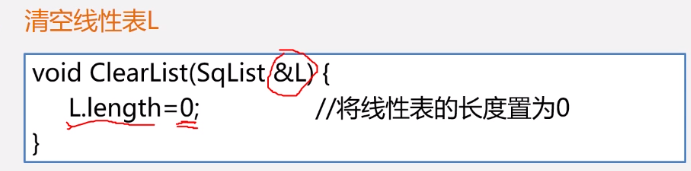 清空线性表L
void ClearList(SqList &L) {
L.length=0; //将线性表的长度置为0
}